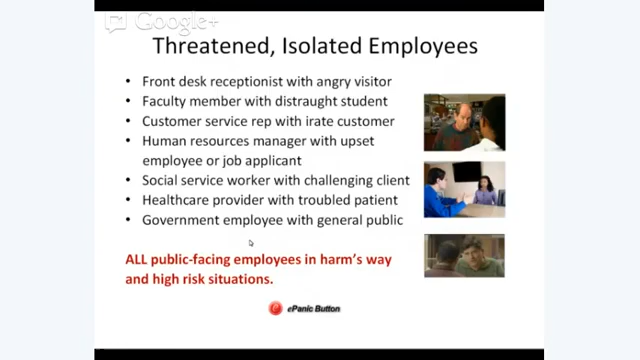 Google+
Threatened, Isolated Employees
• Front desk receptionist with angry visitor
• Faculty member with distraught student
• Customer service rep with irate customer
• Human resources manager with upset
employee or job applicant
• Social service worker with challenging client
• Healthcare provider with troubled patient
• Government employee with general public
ALL public-facing employees in harm's way
and high risk situations.
e ePanic Button